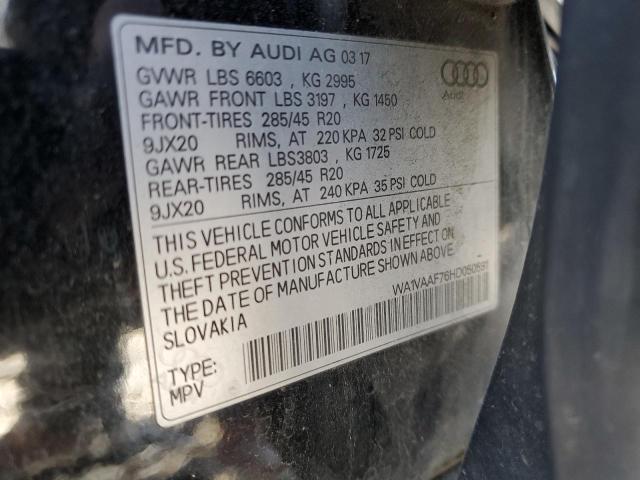 MFD. BY AUDI AG 03 17
GVWR LBS 6603 , KG 2995
GAWR FRONT LBS 3197 , KG 1450
FRONT-TIRES 285/45 R20
9JX20 RIMS, AT 220 KPA 32 PSI COLD
GAWR REAR LBS3803 , KG 1725
REAR-TIRES 285/45 R20
9JX20 RIMS, AT 240 KPA 35 PSI COLD
Audi
THIS VEHICLE CONFORMS TO ALL APPLICABLE
U.S. FEDERAL MOTOR VEHICLE SAFETY AND
THEFT PREVENTION STANDARDS IN EFFECT ON
THE DATE OF MANUFACTURE SHOWN ABOVE.
SLOVAKIA
WA1VAAF76HD050591
TYPE:
MPV